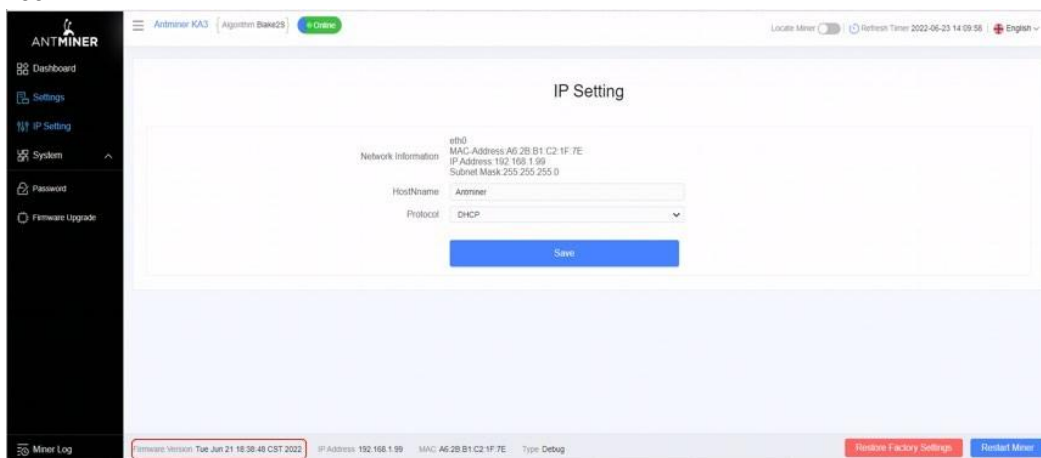 ANTMINER
Antminer KA3 Algorithm Blake2S Online
Locate Miner Refresh Timer 2022-06-23 14:09:56 English
Dashboard
Settings
IP Setting
System
Password
Firmware Upgrade
Miner Log
IP Setting
Network Information
eth0
MAC-Address:A6:2B:B1:C2:1F:7E
IP Address:192.168.1.99
Subnet Mask:255.255.255.0
HostNname Antminer
Protocol DHCP
Save
Firmware Version Tue Jun 21 18:38:48 CST 2022 IP Address 192.168.1.99 MAC A6:2B:B1:C2:1F:7E Type Debug
Restore Factory Settings Restart Miner